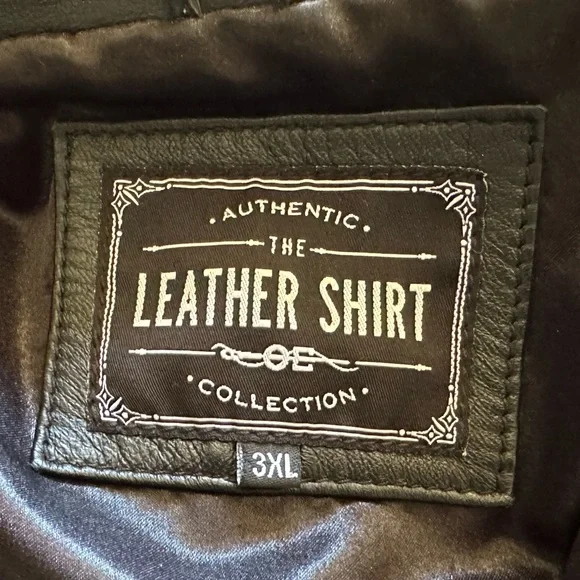 AUTHENTIC
THE
LEATHER SHIRT
OE
COLLECTION
3XL